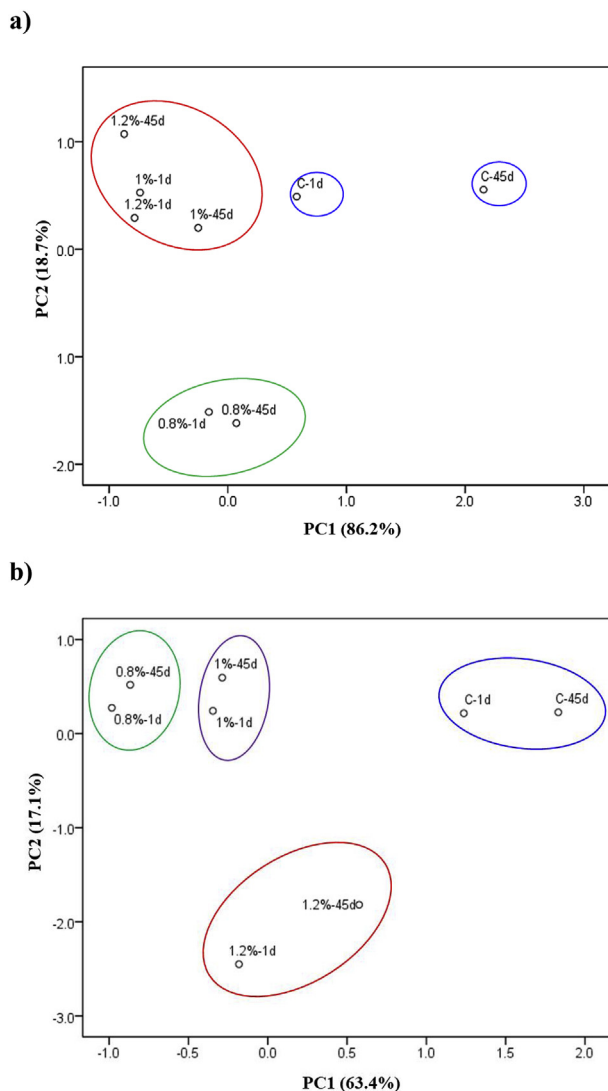 a)
1.0
1.2%-45d
1%-1d
1.2%-1d
1%-45d
C-1d
C-45d
0.0
PC2 (18.7%)
1.0
0.8%-1d
0.8%-45d
-2.0
-1.0
0.0
1.0
2.0
3.0
PC1 (86.2%)
b)
1.0
0.8%-45d
0.8%-1d
1%-45d
1%-1d
C-1d
C-45d
0.0
PC2 (17.1%)
-1.0
-2.0
1.2%-45d
1.2%-1d
-3.0
-1.0
-0.5
0.0
0.5
1.0
1.5
2.0
PC1 (63.4%)